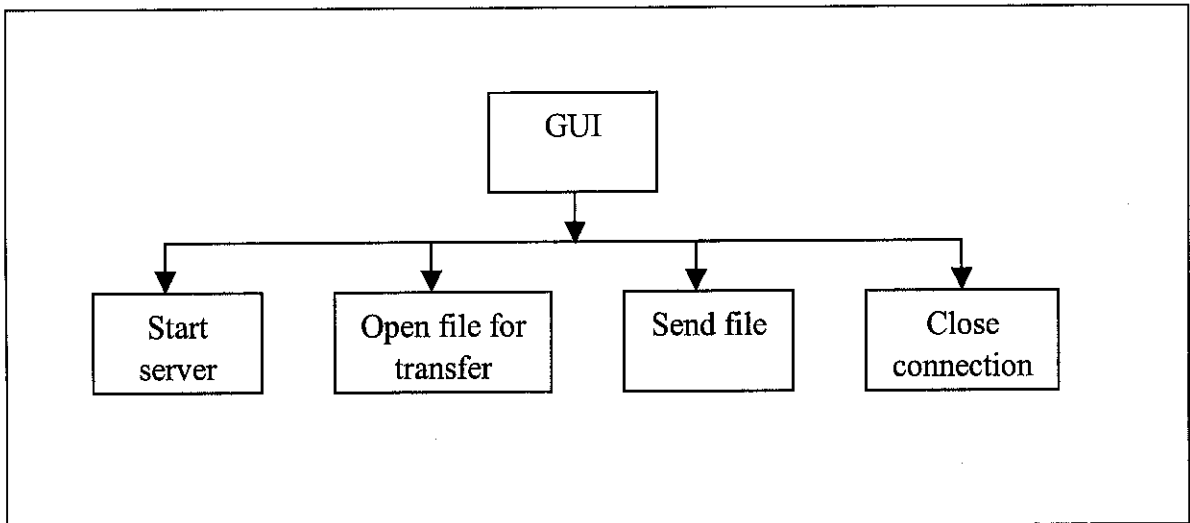 GUI
Start
server
Open file for
transfer
Send file
Close
connection